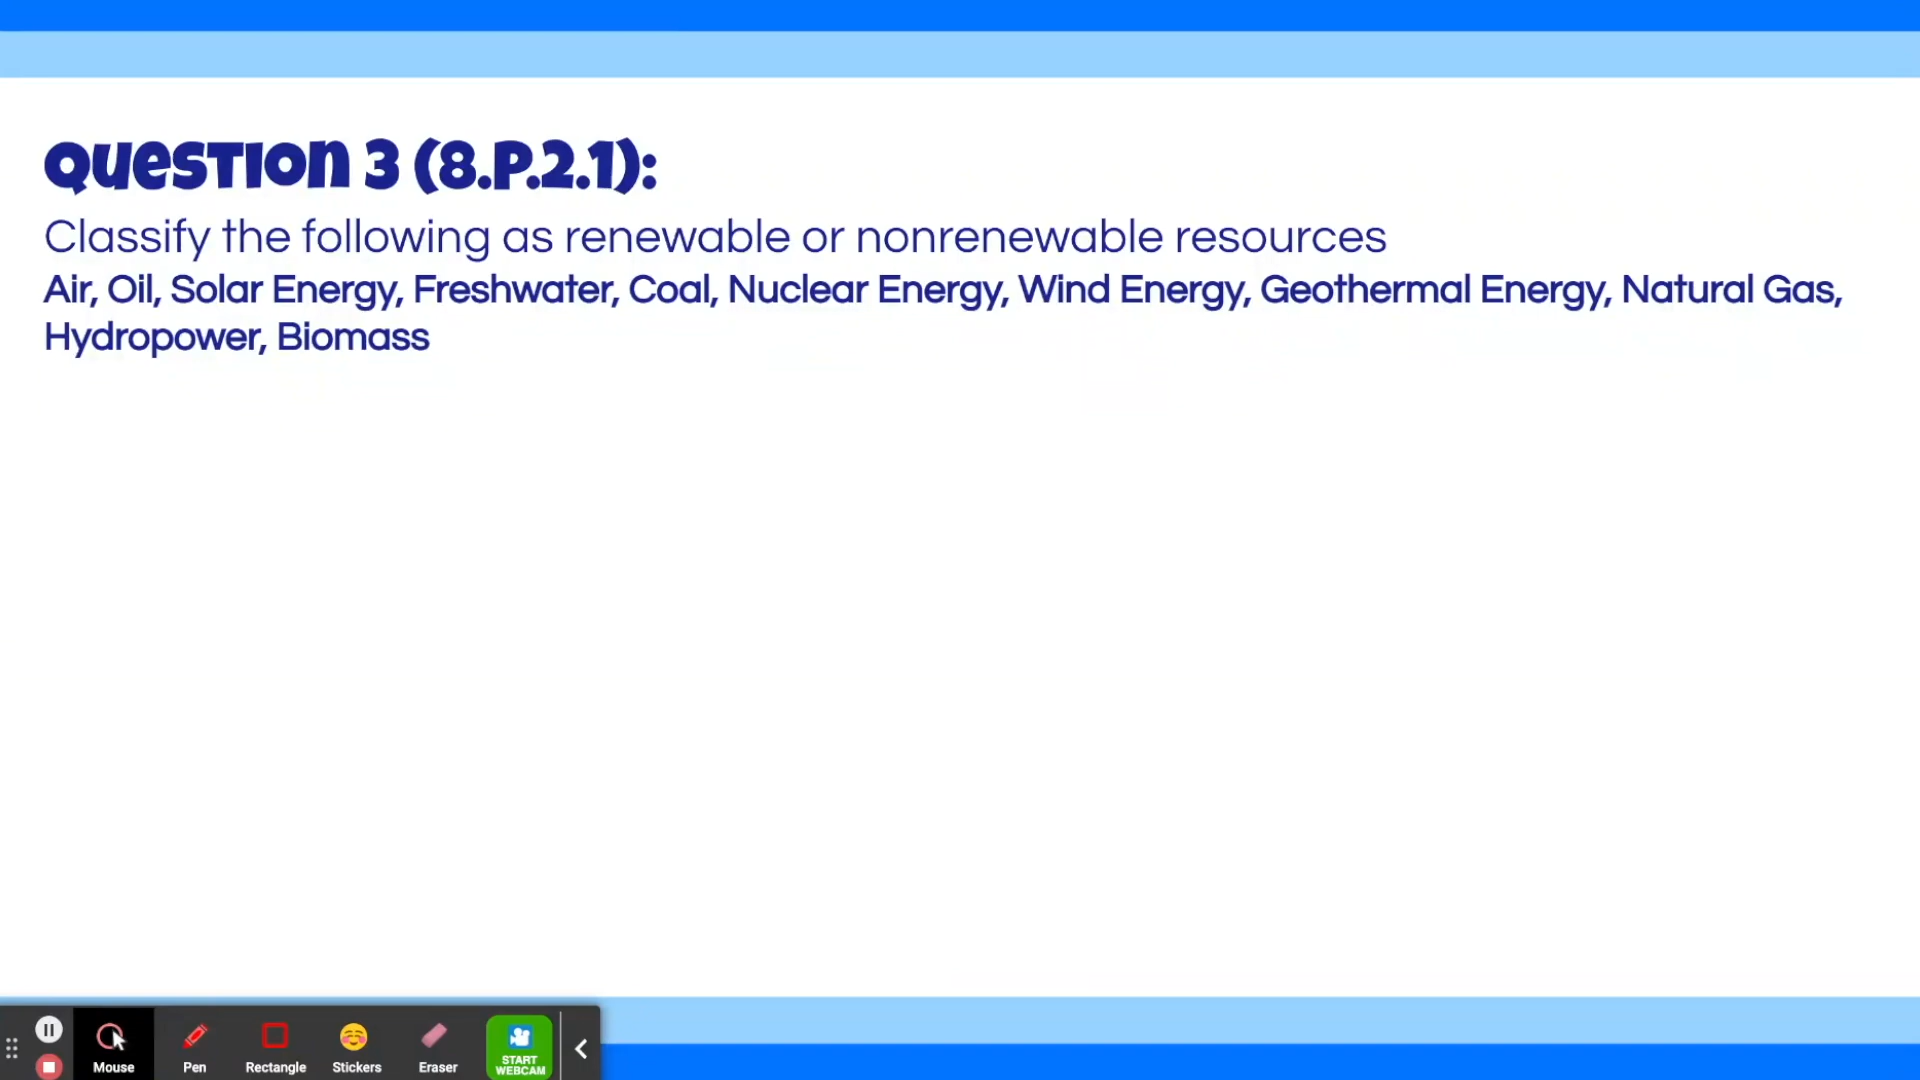 Question 3 (8.P.2.1):
Classify the following as renewable or nonrenewable resources
Air, Oil, Solar Energy, Freshwater, Coal, Nuclear Energy, Wind Energy, Geothermal Energy, Natural Gas,
Hydropower, Biomass
Mouse Pen Rectangle Stickers Eraser START
WEBCAM